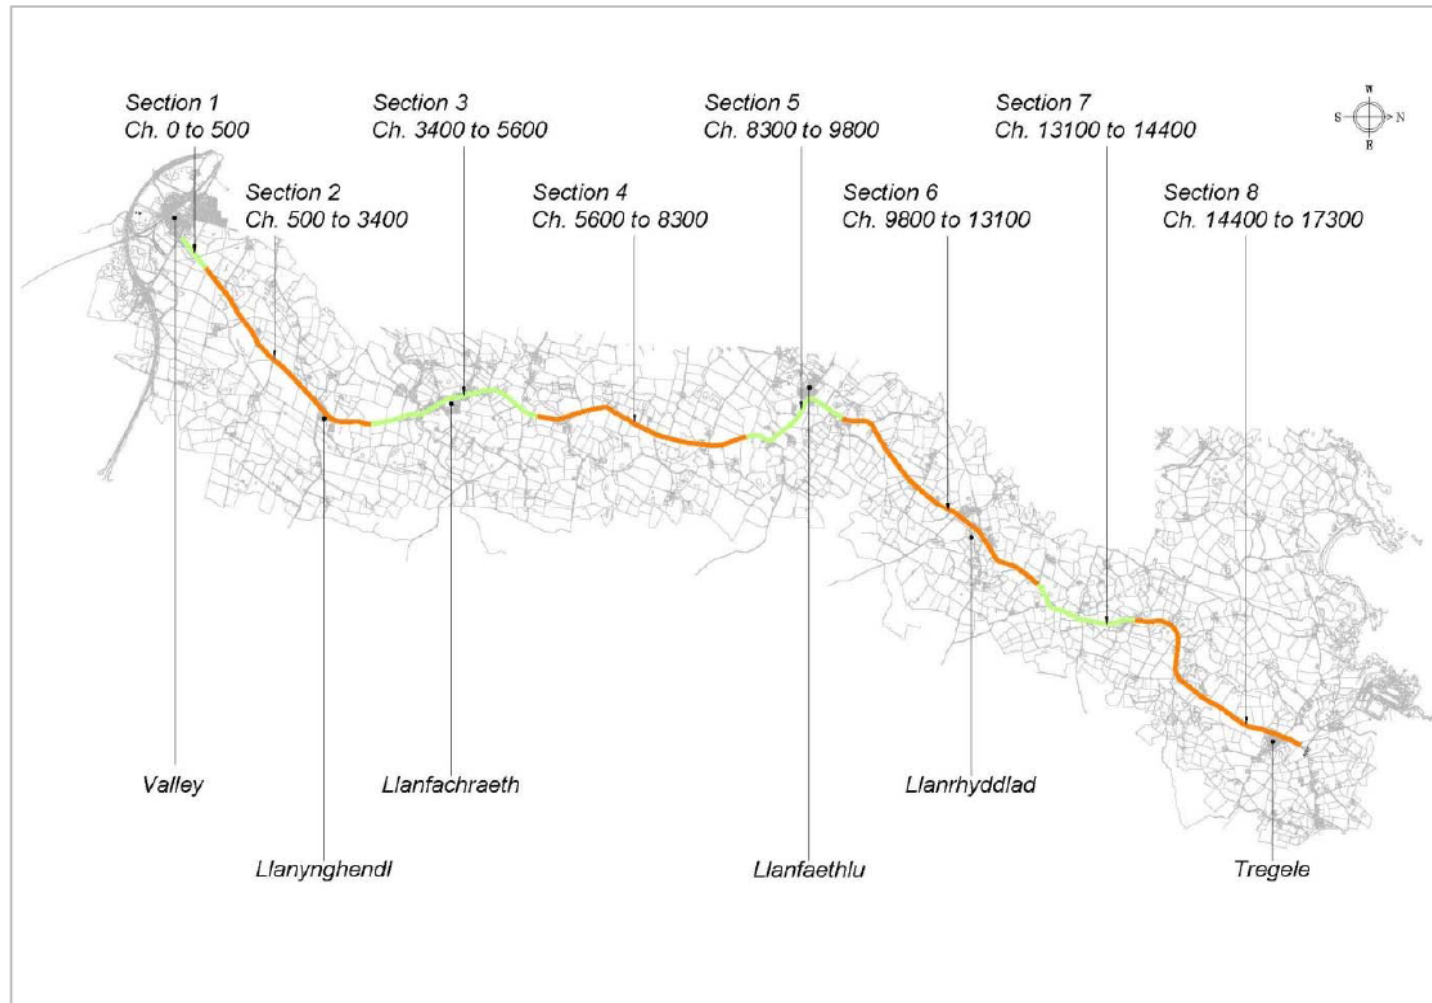 Section 1
Ch. 0 to 500
Section 3
Ch. 3400 to 5600
Section 5
Ch. 8300 to 9800
Section 7
Ch. 13100 to 14400
W
S N
E
Section 2
Ch. 500 to 3400
Section 4
Ch. 5600 to 8300
Section 6
Ch. 9800 to 13100
Section 8
Ch. 14400 to 17300
Valley
Llanfachraeth
Llanrhyddlad
Llanynghendl
Llanfaethlu
Tregele